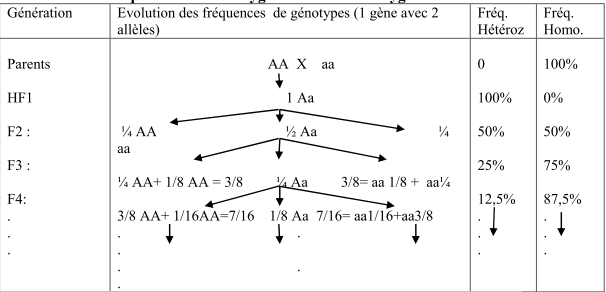 Génération Evolution des fréquences de génotypes (1 gène avec 2 allèles) Fréq. Hétéroz Fréq. Homo.
Parents AA X aa 0 100%
HF1 1 Aa 100% 0%
F2 : ¼ AA ½ Aa ¼ 50% 50%
aa
F3 : 25% 75%
¼ AA+ 1/8 AA = 3/8 ¼ Aa 3/8= aa 1/8 + aa¼
F4: 12,5% 87,5%
3/8 AA+ 1/16AA=7/16 1/8 Aa 7/16= aa1/16+aa3/8